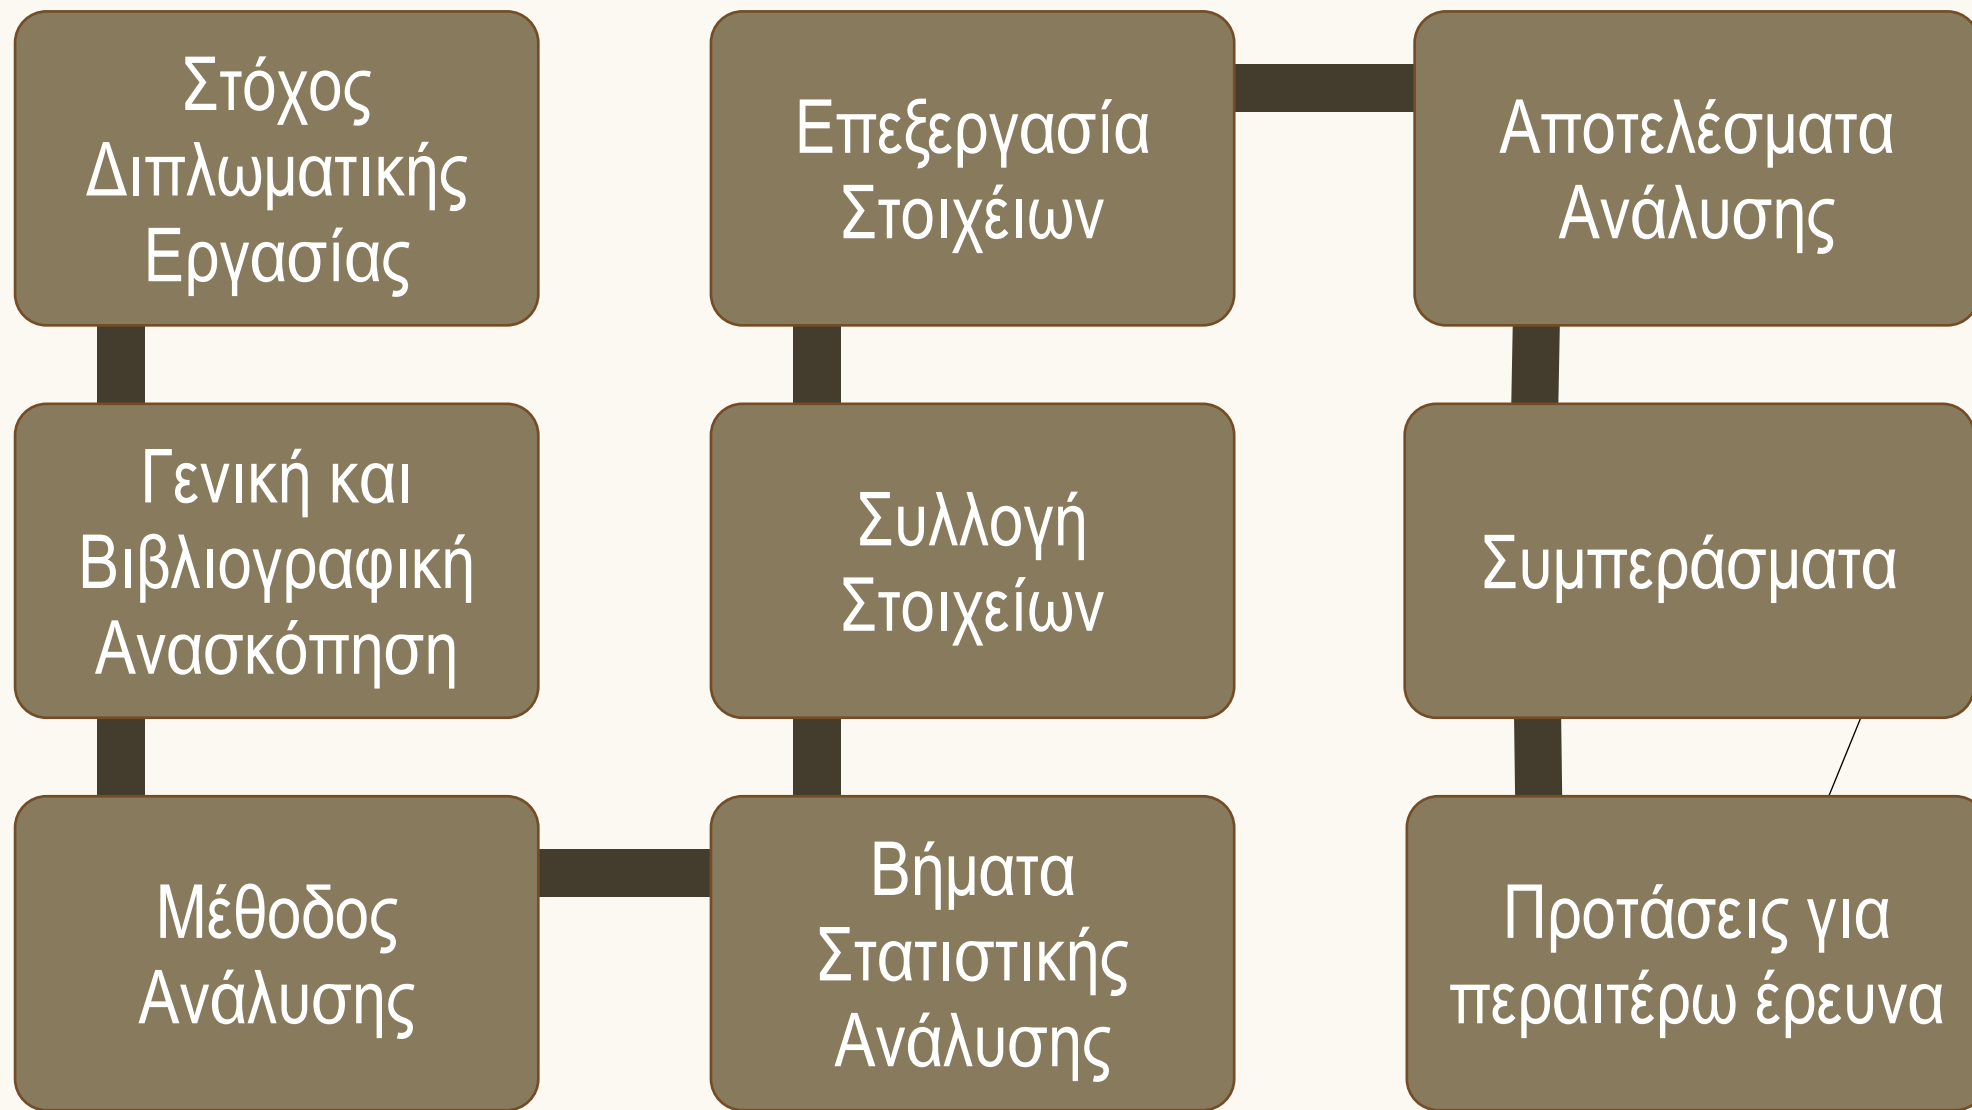 Στόχος
Διπλωματικής
Εργασίας
Γενική και
Βιβλιογραφική
Ανασκόπηση
Μέθοδος
Ανάλυσης
Βήματα
Στατιστικής
Ανάλυσης
Συλλογή
Στοιχείων
Επεξεργασία
Στοιχέιων
Αποτελέσματα
Ανάλυσης
Συμπεράσματα
Προτάσεις για
περαιτέρω έρευνα